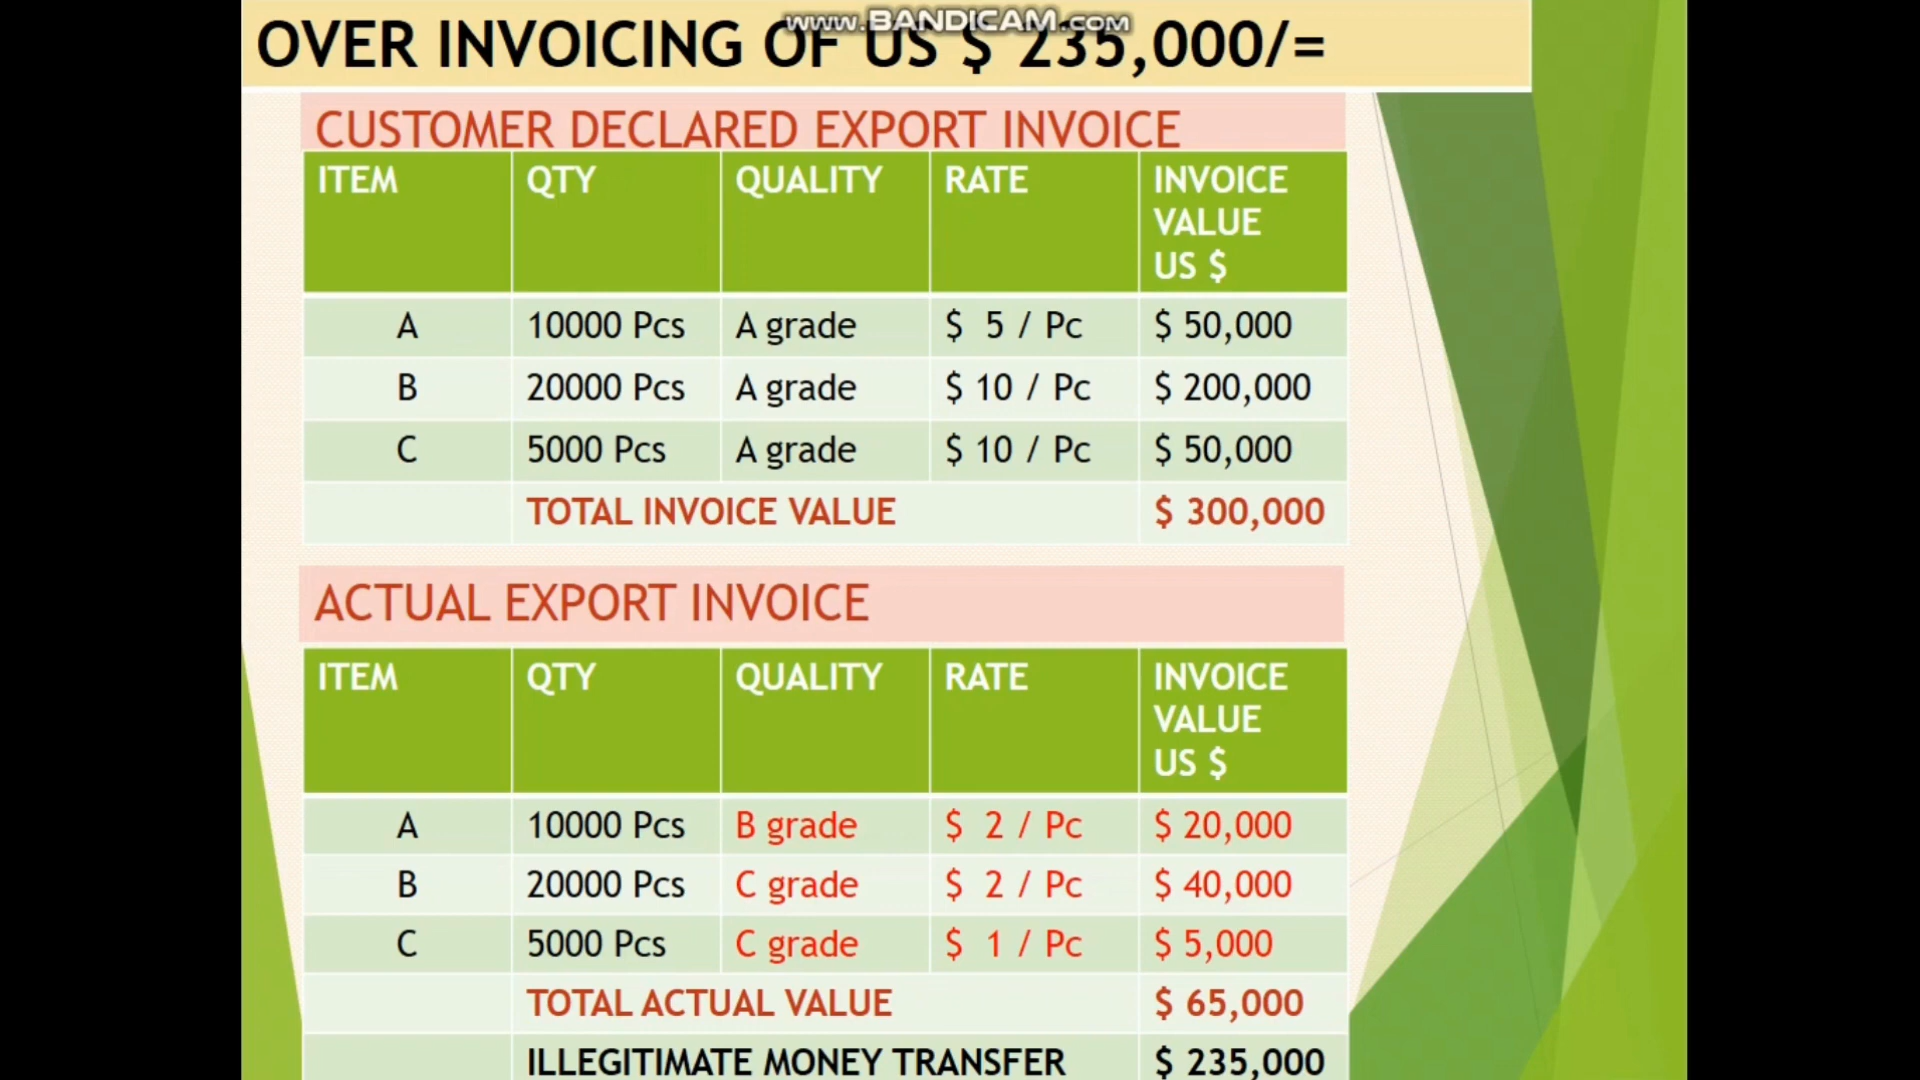 www.BANDICAM.com
OVER INVOICING OF US $ 235,000/=
CUSTOMER DECLARED EXPORT INVOICE
ITEM QTY QUALITY RATE INVOICE VALUE US $
A 10000 Pcs A grade $ 5 / Pc $ 50,000
B 20000 Pcs A grade $ 10 / Pc $ 200,000
C 5000 Pcs A grade $ 10 / Pc $ 50,000
TOTAL INVOICE VALUE $ 300,000
ACTUAL EXPORT INVOICE
ITEM QTY QUALITY RATE INVOICE VALUE US $
A 10000 Pcs B grade $ 2 / Pc $ 20,000
B 20000 Pcs C grade $ 2 / Pc $ 40,000
C 5000 Pcs C grade $ 1 / Pc $ 5,000
TOTAL ACTUAL VALUE $ 65,000
ILLEGITIMATE MONEY TRANSFER $ 235,000